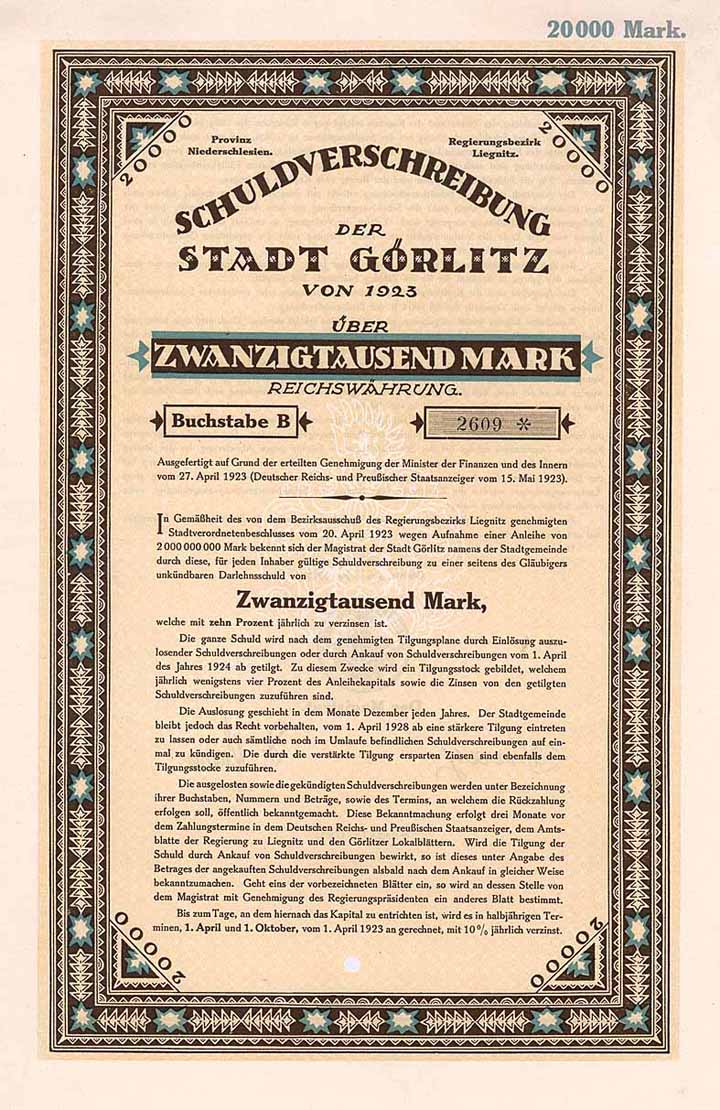 20000 Mark.
20000
Provinz
Niederschlesien.
Regierungsbezirk
Liegnitz.
20000
SCHULDVERSCHREIBUNG
DER
STADT GÖRLITZ
VON 1923
ÜBER
ZWANZIGTAUSEND MARK
REICHSWÄHRUNG.
Buchstabe B
2609 *
Ausgefertigt auf Grund der erteilten Genehmigung der Minister der Finanzen und des Innern
vom 27. April 1923 (Deutscher Reichs- und Preußischer Staatsanzeiger vom 15. Mai 1923).
In Gemäßheit des von dem Bezirksausschuß des Regierungsbezirks Liegnitz genehmigten
Stadtverordnetenbeschlusses vom 20. April 1923 wegen Aufnahme einer Anleihe von
2 000 000 000 Mark bekennt sich der Magistrat der Stadt Görlitz namens der Stadtgemeinde
durch diese, für jeden Inhaber gültige Schuldverschreibung zu einer seitens des Gläubigers
unkündbaren Darlehnsschuld von
Zwanzigtausend Mark,
welche mit zehn Prozent jährlich zu verzinsen ist.
Die ganze Schuld wird nach dem genehmigten Tilgungsplane durch Einlösung auszu-
losender Schuldverschreibungen oder durch Ankauf von Schuldverschreibungen vom 1. April
des Jahres 1924 ab getilgt. Zu diesem Zwecke wird ein Tilgungsstock gebildet, welchem
jährlich wenigstens vier Prozent des Anleihekapitals sowie die Zinsen von den getilgten
Schuldverschreibungen zuzuführen sind.
Die Auslosung geschieht in dem Monate Dezember jeden Jahres. Der Stadtgemeinde
bleibt jedoch das Recht vorbehalten, vom 1. April 1928 ab eine stärkere Tilgung eintreten
zu lassen oder auch sämtliche noch im Umlaufe befindlichen Schuldverschreibungen auf ein-
mal zu kündigen. Die durch die verstärkte Tilgung ersparten Zinsen sind ebenfalls dem
Tilgungsstocke zuzuführen.
Die ausgelosten sowie die gekündigten Schuldverschreibungen werden unter Bezeichnung
ihrer Buchstaben, Nummern und Beträge, sowie des Termins, an welchem die Rückzahlung
erfolgen soll, öffentlich bekanntgemacht. Diese Bekanntmachung erfolgt drei Monate vor
dem Zahlungstermine in dem Deutschen Reichs- und Preußischen Staatsanzeiger, dem Amts-
blatte der Regierung zu Liegnitz und den Görlitzer Lokalblättern. Wird die Tilgung der
Schuld durch Ankauf von Schuldverschreibungen bewirkt, so ist dieses unter Angabe des
Betrages der angekauften Schuldverschreibungen alsbald nach dem Ankauf in gleicher Weise
bekanntzumachen. Geht eins der vorbezeichneten Blätter ein, so wird an dessen Stelle von
dem Magistrat mit Genehmigung des Regierungspräsidenten ein anderes Blatt bestimmt.
Bis zum Tage, an dem hiernach das Kapital zu entrichten ist, wird es in halbjährigen Ter-
minen, 1. April und 1. Oktober, vom 1. April 1923 an gerechnet, mit 10% jährlich verzinst.
20000
20000